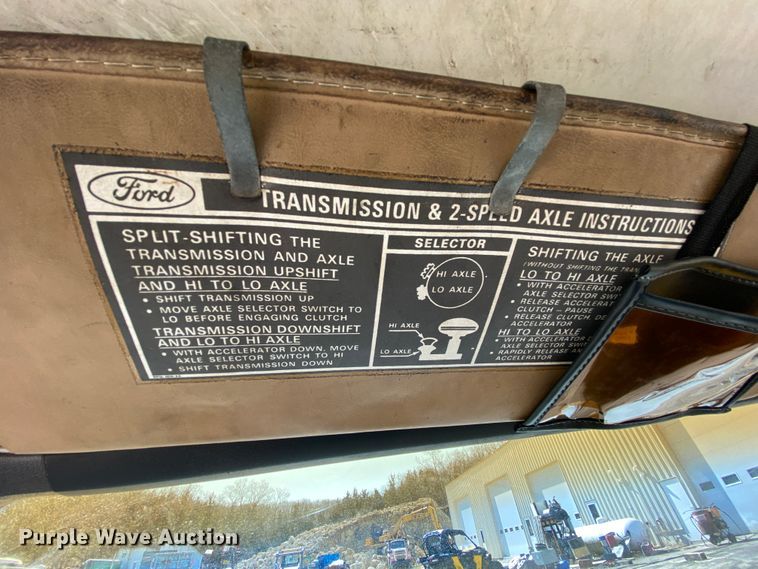 Ford
TRANSMISSION & 2-SPEED AXLE INSTRUCTIONS
SPLIT-SHIFTING THE
TRANSMISSION AND AXLE
TRANSMISSION UPSHIFT
AND HI TO LO AXLE
• SHIFT TRANSMISSION UP
• MOVE AXLE SELECTOR SWITCH TO
LO BEFORE ENGAGING CLUTCH
TRANSMISSION DOWNSHIFT
AND LO TO HI AXLE
• WITH ACCELERATOR DOWN, MOVE
AXLE SELECTOR SWITCH TO HI
• SHIFT TRANSMISSION DOWN
SELECTOR
HI AXLE
LO AXLE
HI AXLE
LO AXLE
SHIFTING THE AXLE
(WITHOUT SHIFTING THE
LO TO HI AXLE
• WITH ACCELERATOR
AXLE SELECTOR
• RELEASE
CLUTCH – PAUSE
• RELEASE CLUTCH
ACCELERATOR
HI TO LO AXLE
• WITH ACCELERATOR
AXLE SELECTOR
• RAPIDLY RELEASE
ACCELERATOR
Purple Wave Auction